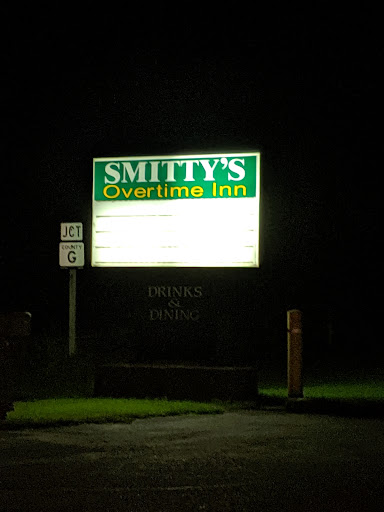 SMITTY'S
Overtime Inn
JCT
COUNTY
G
DRINKS
&
DINING